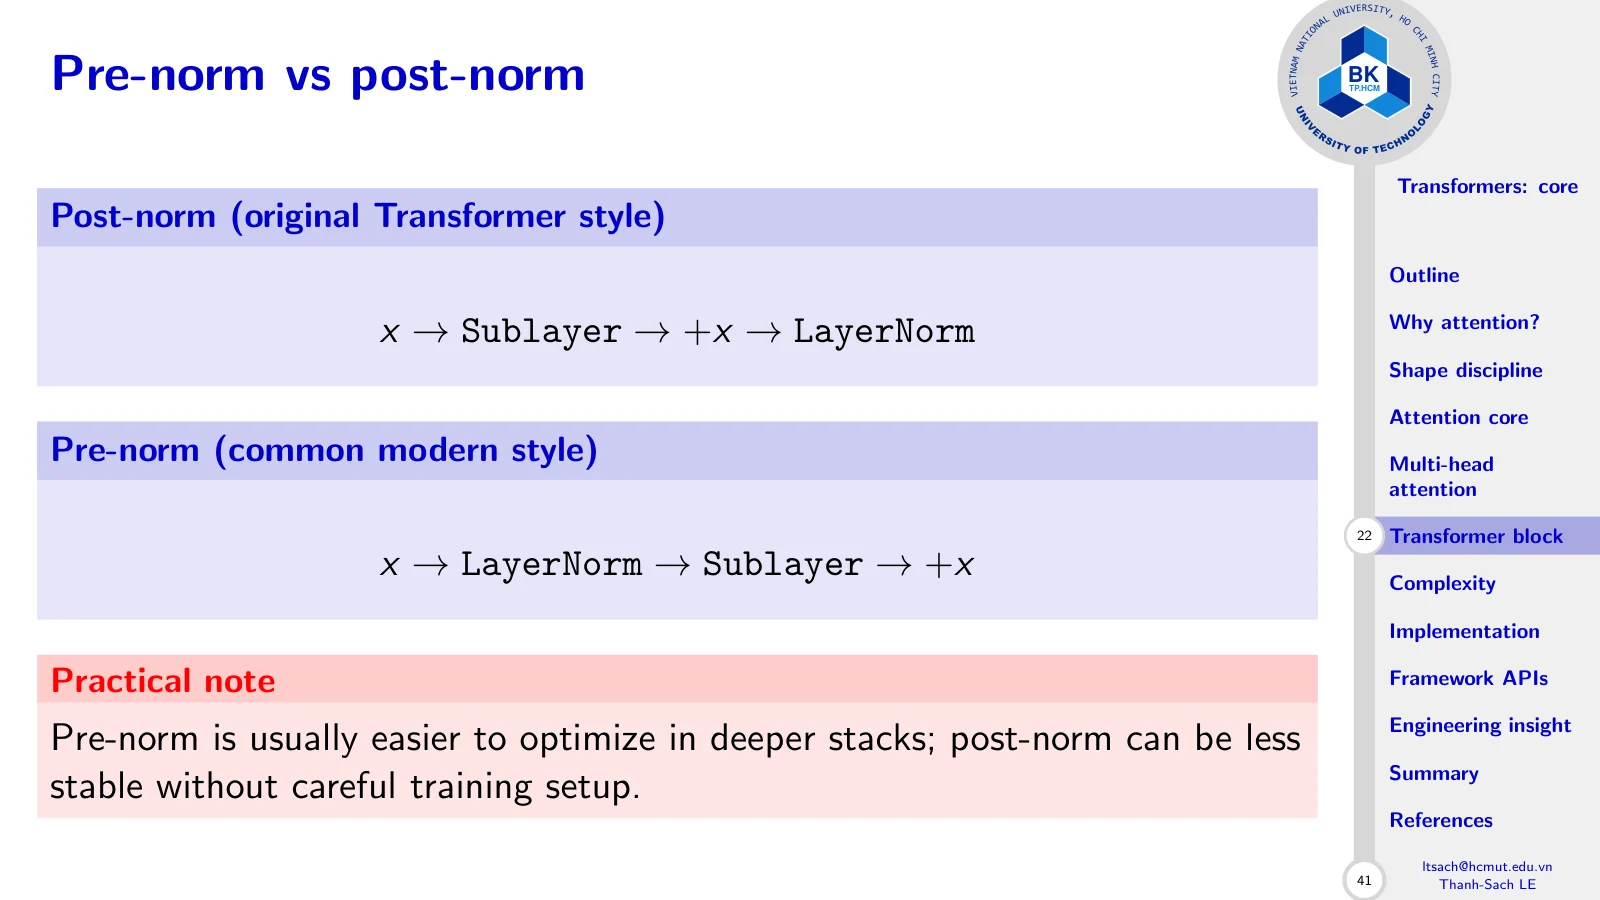 Pre-norm vs post-norm
Post-norm (original Transformer style)
x → Sublayer → +x → LayerNorm
Pre-norm (common modern style)
x → LayerNorm → Sublayer → +x
Practical note
Pre-norm is usually easier to optimize in deeper stacks; post-norm can be less
stable without careful training setup.
VIETNAM NATIONAL UNIVERSITY, HO CHI MINH CITY
BK
TP.HCM
UNIVERSITY OF TECHNOLOGY
Transformers: core
Outline
Why attention?
Shape discipline
Attention core
Multi-head
attention
22
Transformer block
Complexity
Implementation
Framework APIs
Engineering insight
Summary
References
ltsach@hcmut.edu.vn
Thanh-Sach LE
41